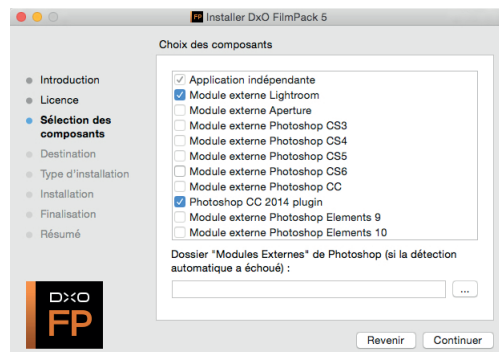 Installer DxO FilmPack 5
Choix des composants
Introduction
Licence
Sélection des
composants
Destination
Type d'installation
Installation
Finalisation
Résumé
Application indépendante
Module externe Lightroom
Module externe Aperture
Module externe Photoshop CS3
Module externe Photoshop CS4
Module externe Photoshop CS5
Module externe Photoshop CS6
Module externe Photoshop CC
Photoshop CC 2014 plugin
Module externe Photoshop Elements 9
Module externe Photoshop Elements 10
Dossier "Modules Externes" de Photoshop (si la détection
automatique a échoué) :
...
DXO
FP
Revenir
Continuer